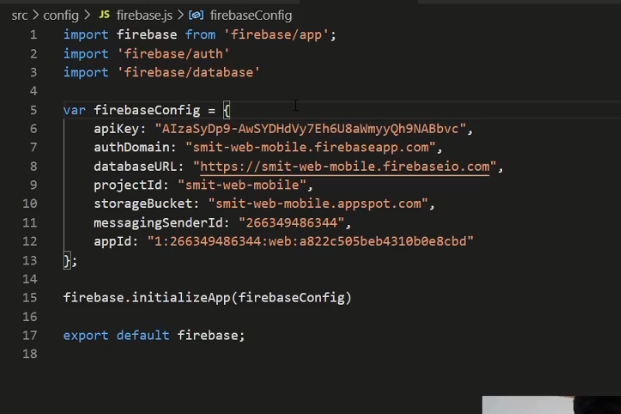 src > config > JS firebase.js > firebaseConfig
1 import firebase from 'firebase/app';
2 import 'firebase/auth'
3 import 'firebase/database'
4
5 var firebaseConfig = {
6 apiKey: "AIzaSyDp9-AwSYDHdVy7Eh6U8aWmyyQh9NABbvc",
7 authDomain: "smit-web-mobile.firebaseapp.com",
8 databaseURL: "https://smit-web-mobile.firebaseio.com",
9 projectId: "smit-web-mobile",
10 storageBucket: "smit-web-mobile.appspot.com",
11 messagingSenderId: "266349486344",
12 appId: "1:266349486344:web:a822c505beb4310b0e8cbd"
13 };
14
15 firebase.initializeApp(firebaseConfig)
16
17 export default firebase;
18